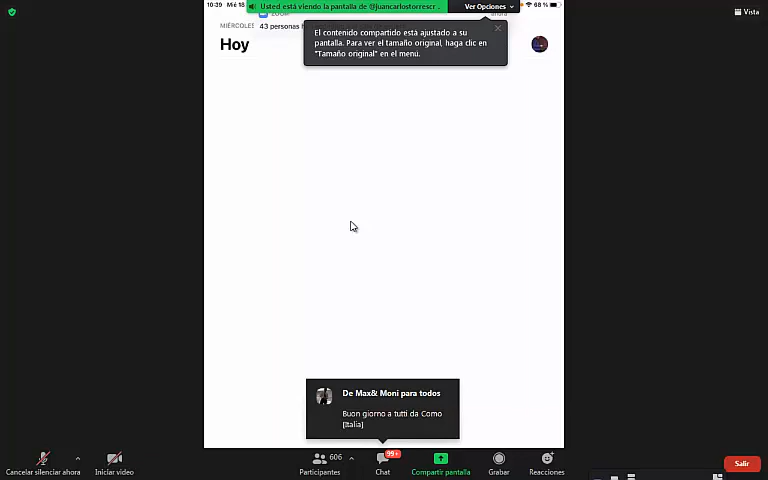 10:39 Mié 18
Usted está viendo la pantalla de @juancarlostorrescr...
Ver Opciones
68 %
ZOOM
ahora
Vista
MIÉRCOLES
43 personas h
Hoy
El contenido compartido está ajustado a su
pantalla. Para ver el tamaño original, haga clic en
"Tamaño original" en el menú.
De Max& Moni para todos
Buon giorno a tutti da Como
[Italia]
606
99+
Cancelar silenciar ahora
Iniciar video
Participantes
Chat
Compartir pantalla
Grabar
Reacciones
Salir